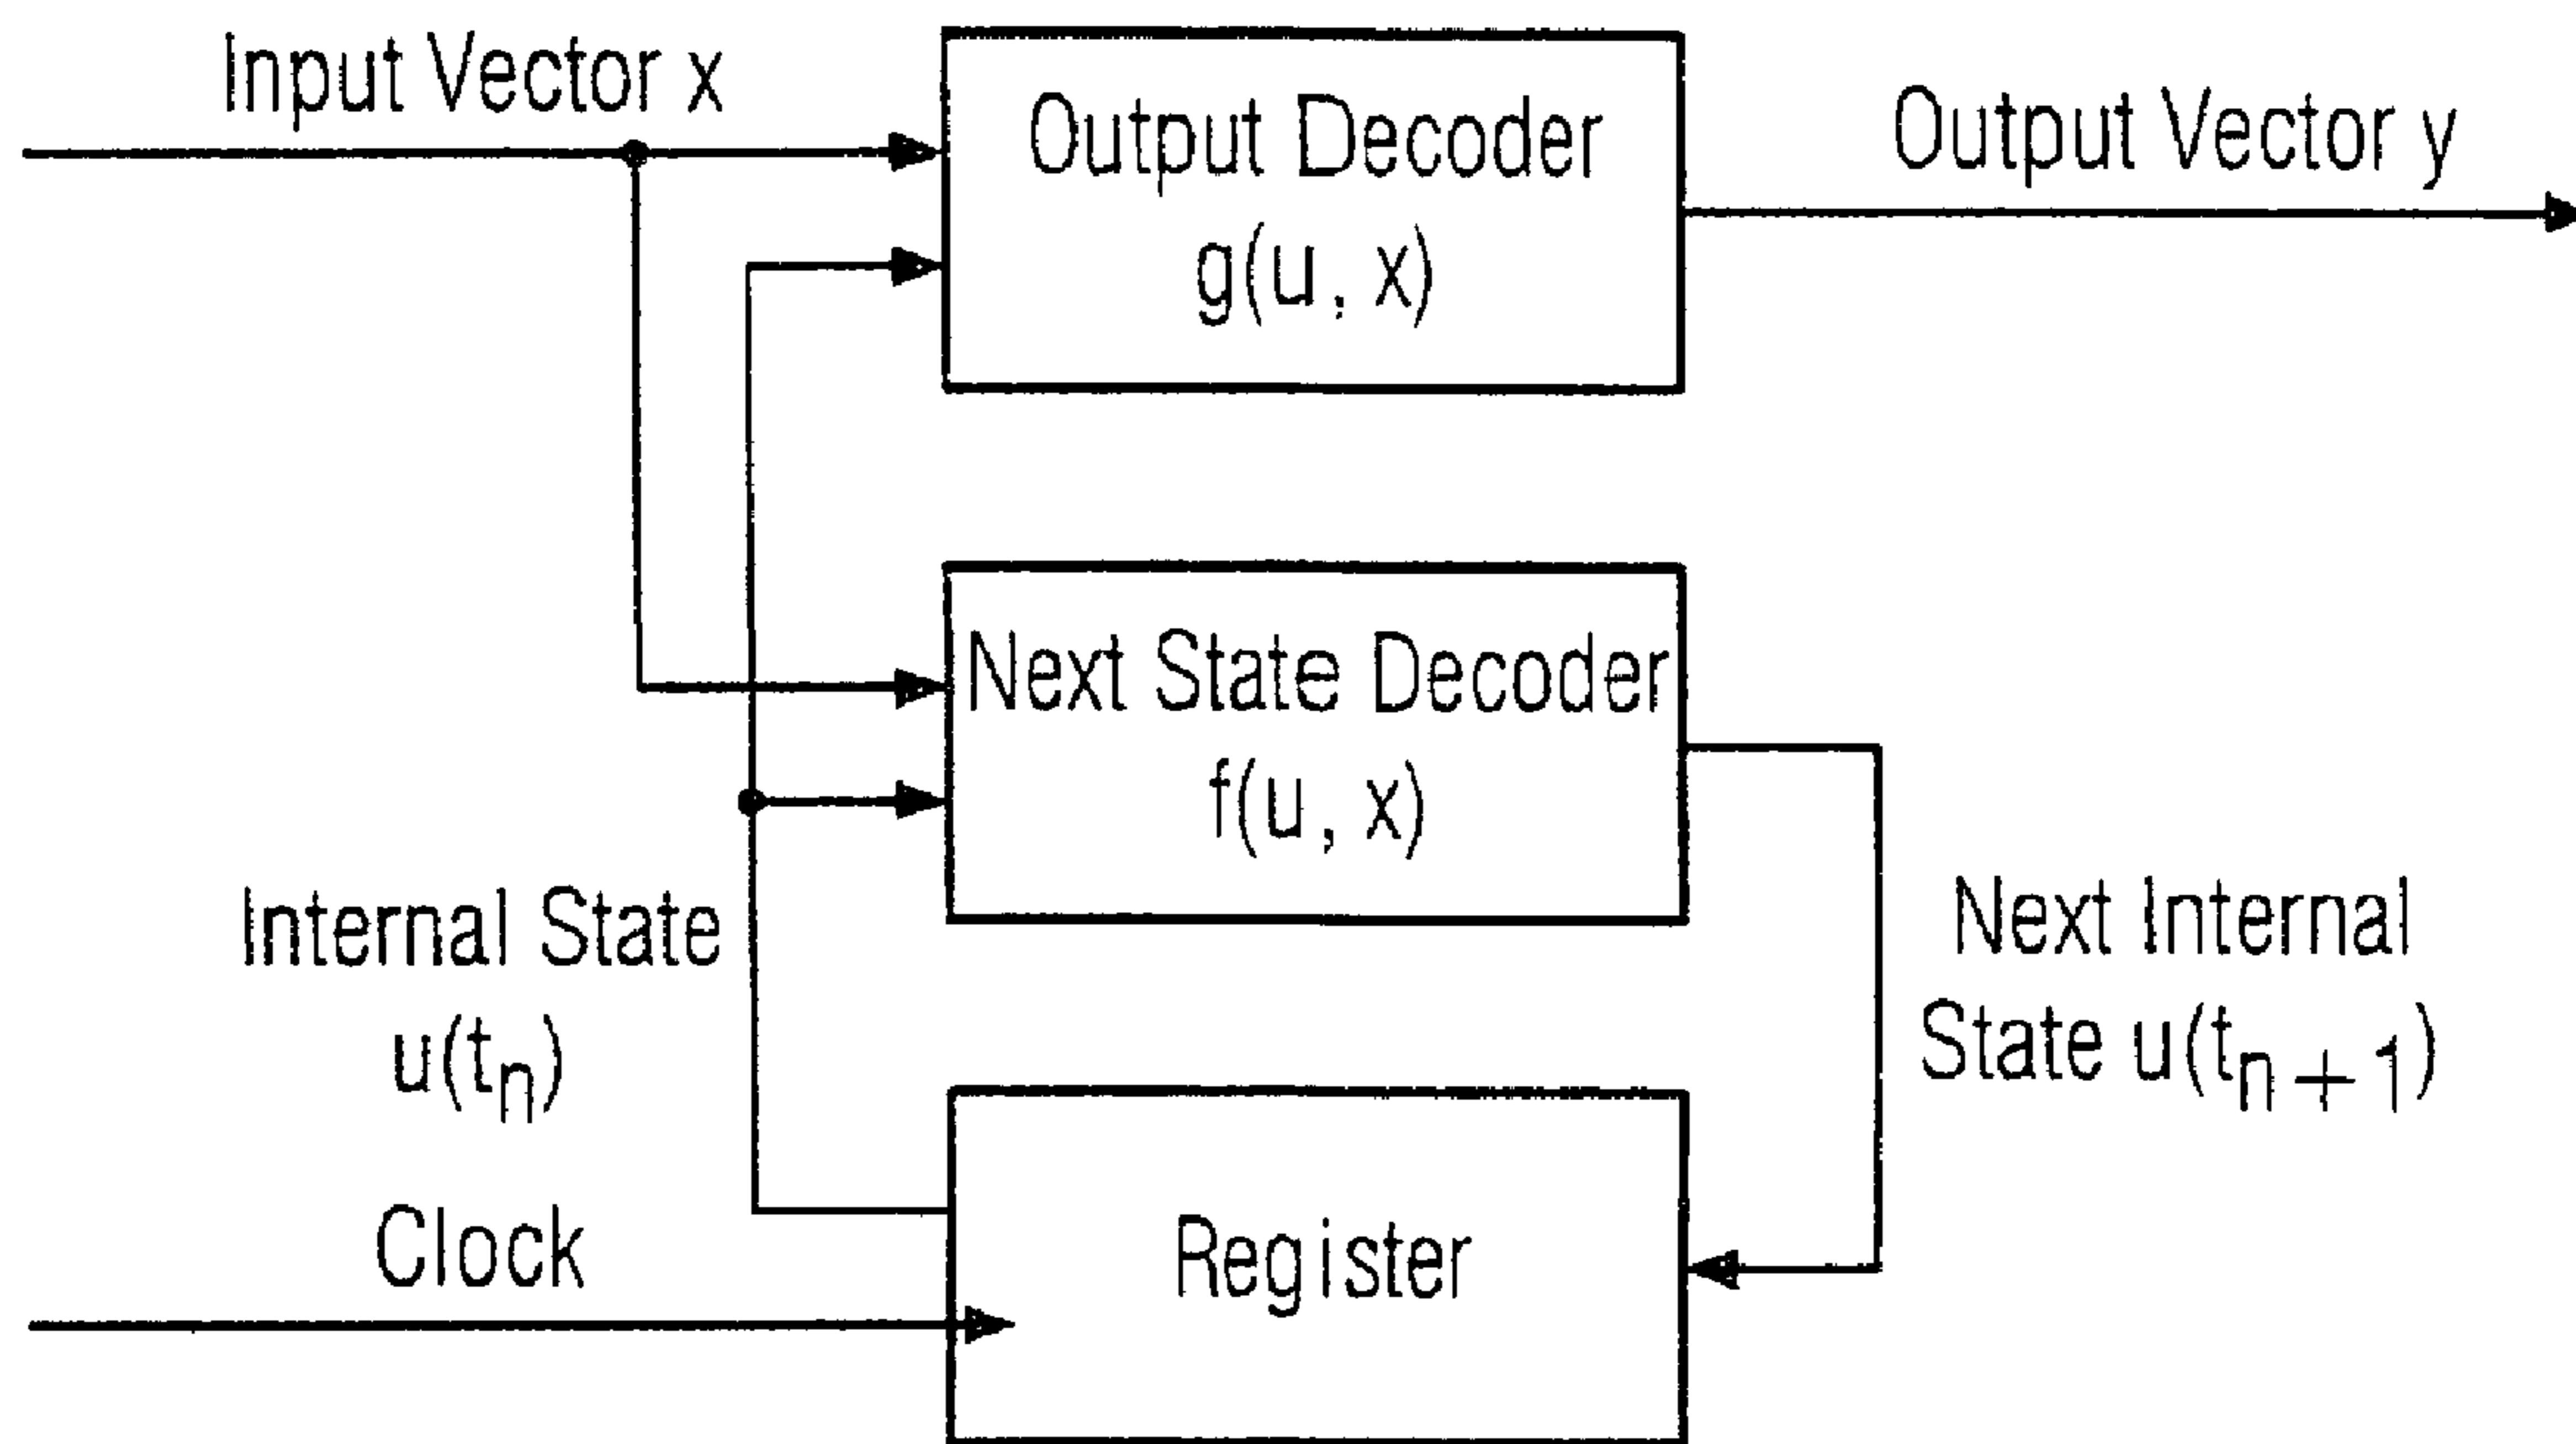 Input Vector x
Output Decoder
g(u, x)
Output Vector y
Next State Decoder
f(u, x)
Internal State
u(tₙ)
Next Internal
State u(tₙ₊₁)
Clock
Register